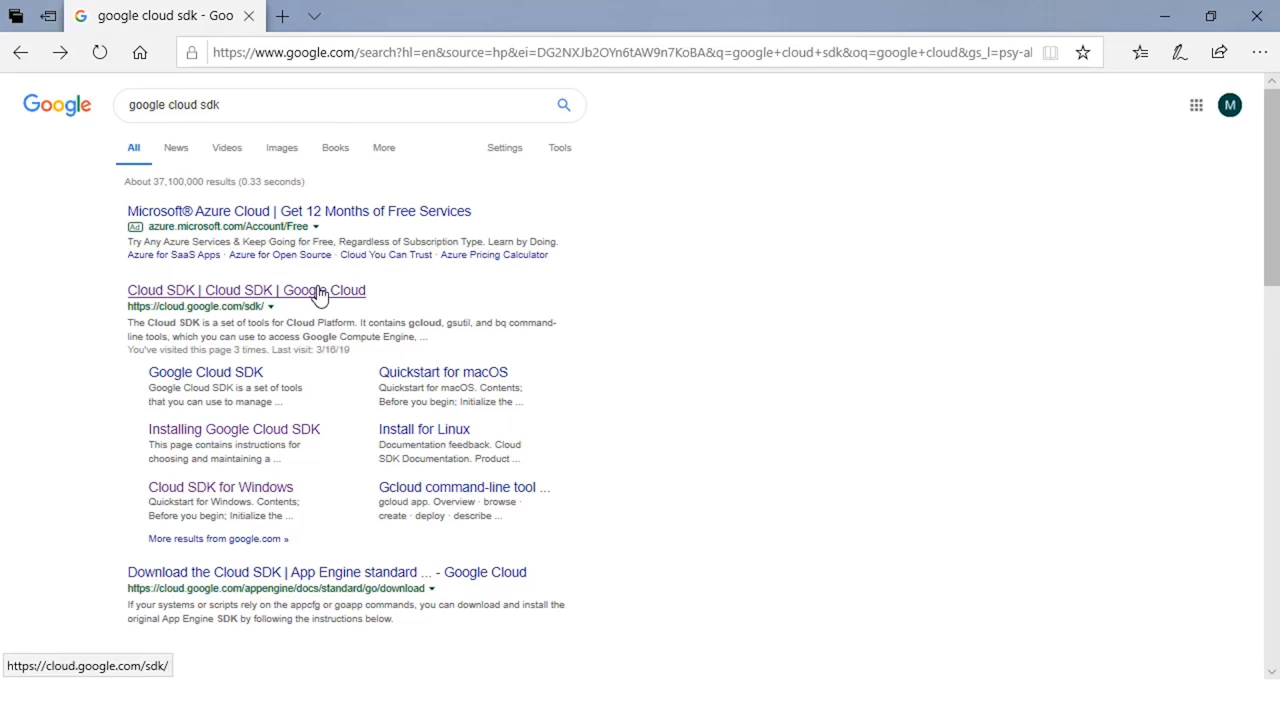 google cloud sdk - Goo
https://www.google.com/search?hl=en&source=hp&ei=DG2NXJb2OYn6tAW9n7KoBA&q=google+cloud+sdk&oq=google+cloud&gs_l=psy-al
Google
google cloud sdk
M
All News Videos Images Books More Settings Tools
About 37,100,000 results (0.33 seconds)
Microsoft® Azure Cloud | Get 12 Months of Free Services
Ad azure.microsoft.com/Account/Free
Try Any Azure Services & Keep Going for Free, Regardless of Subscription Type. Learn by Doing.
Azure for SaaS Apps · Azure for Open Source · Cloud You Can Trust · Azure Pricing Calculator
Cloud SDK | Cloud SDK | Google Cloud
https://cloud.google.com/sdk/
The Cloud SDK is a set of tools for Cloud Platform. It contains gcloud, gsutil, and bq command-
line tools, which you can use to access Google Compute Engine, ...
You've visited this page 3 times. Last visit: 3/16/19
Google Cloud SDK
Google Cloud SDK is a set of tools
that you can use to manage ...
Quickstart for macOS
Quickstart for macOS. Contents;
Before you begin; Initialize the ...
Installing Google Cloud SDK
This page contains instructions for
choosing and maintaining a ...
Install for Linux
Documentation feedback. Cloud
SDK Documentation. Product ...
Cloud SDK for Windows
Quickstart for Windows. Contents;
Before you begin; Initialize the ...
Gcloud command-line tool ...
gcloud app. Overview · browse ·
create · deploy · describe ...
More results from google.com »
Download the Cloud SDK | App Engine standard ... - Google Cloud
https://cloud.google.com/appengine/docs/standard/go/download
If your systems or scripts rely on the appcfg or goapp commands, you can download and install the
original App Engine SDK by following the instructions below.
https://cloud.google.com/sdk/